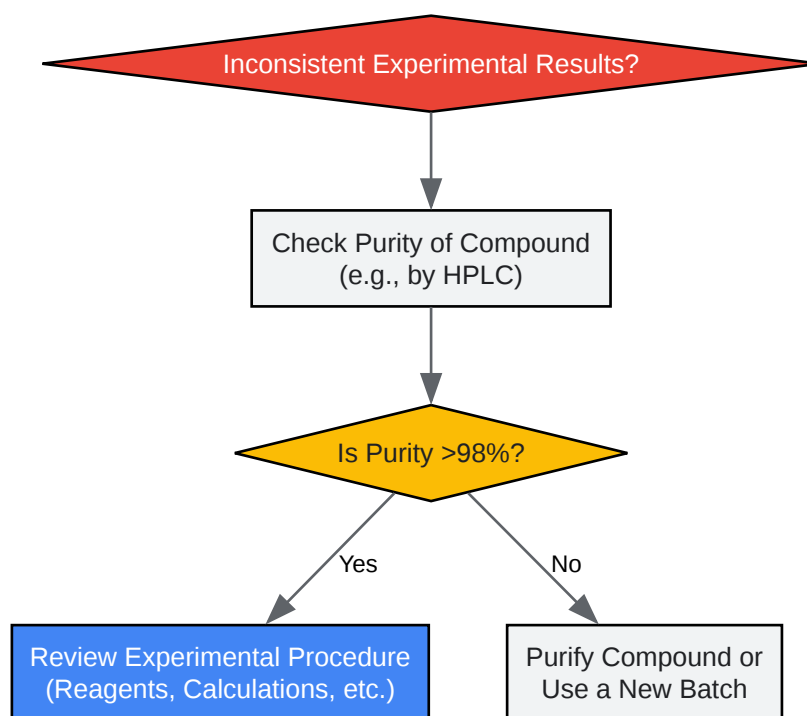 Inconsistent Experimental Results?
Check Purity of Compound
(e.g., by HPLC)
Is Purity >98%?
Yes
No
Review Experimental Procedure
(Reagents, Calculations, etc.)
Purify Compound or
Use a New Batch